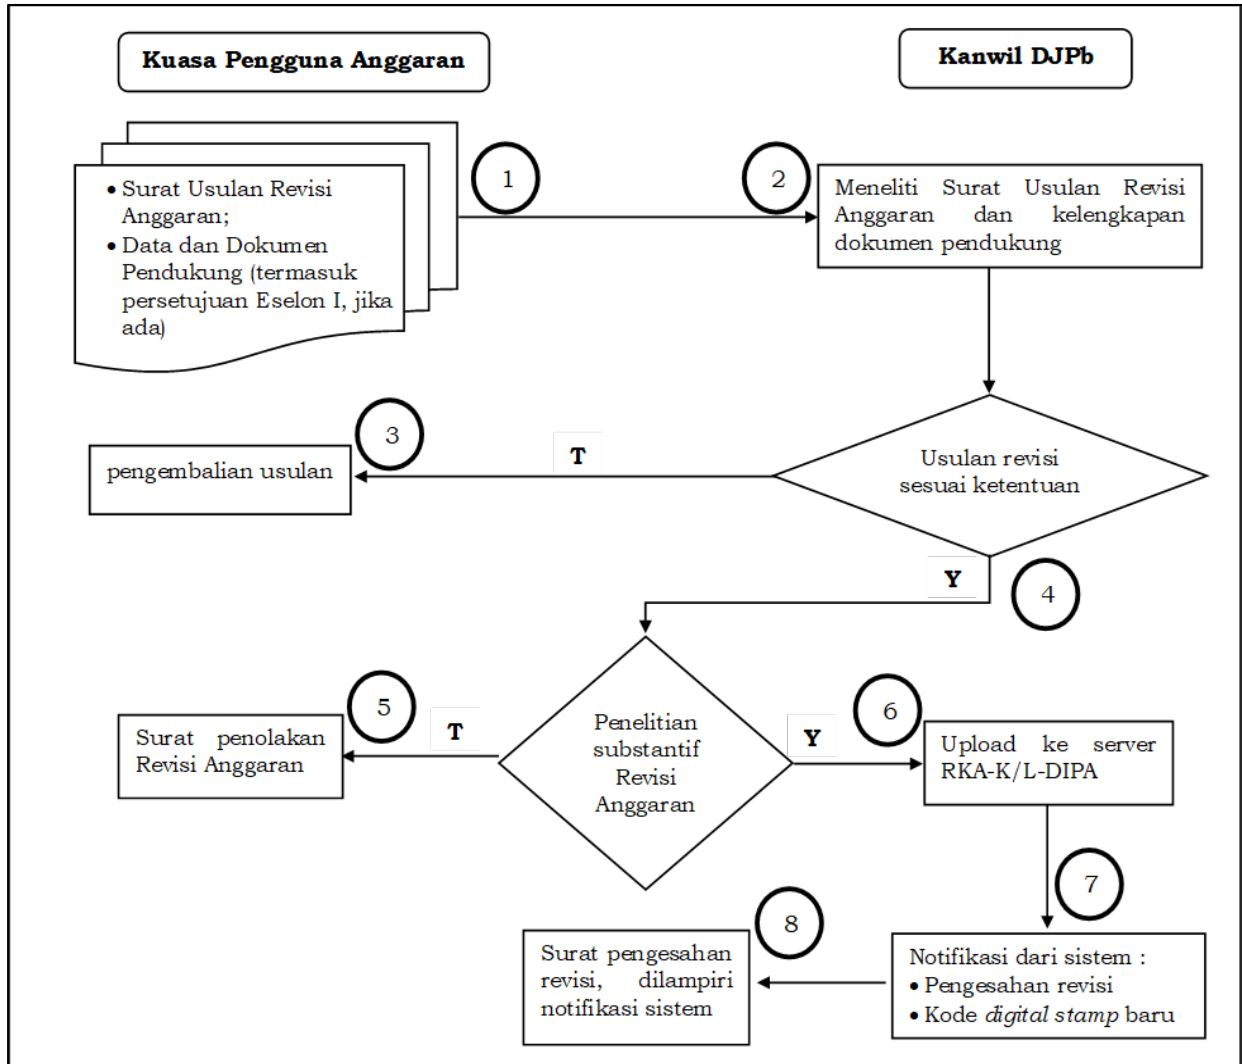 Kuasa Pengguna Anggaran
Kanwil DJPb
• Surat Usulan Revisi
Anggaran;
• Data dan Dokumen
Pendukung (termasuk
persetujuan Eselon I, jika
ada)
1
2
Meneliti Surat Usulan Revisi
Anggaran dan kelengkapan
dokumen pendukung
Usulan revisi
sesuai ketentuan
T
3
pengembalian usulan
Y
4
Penelitian
substantif
Revisi
Anggaran
T
5
Surat penolakan
Revisi Anggaran
Y
6
Upload ke server
RKA-K/L-DIPA
7
Notifikasi dari sistem :
• Pengesahan revisi
• Kode digital stamp baru
8
Surat pengesahan
revisi, dilampiri
notifikasi sistem